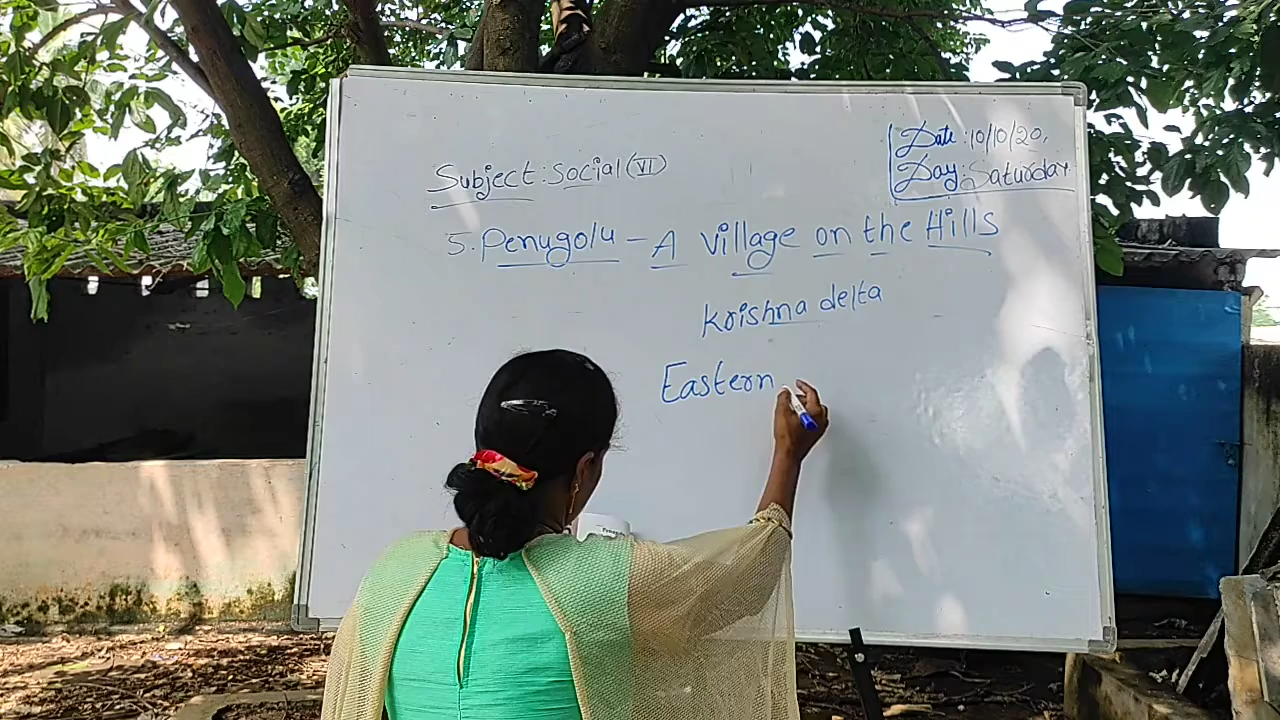 Date: 10/10/20.
Day: Saturday
Subject: Social (VI)
5. Penugolu - A Village on the Hills
Krishna delta
Eastern